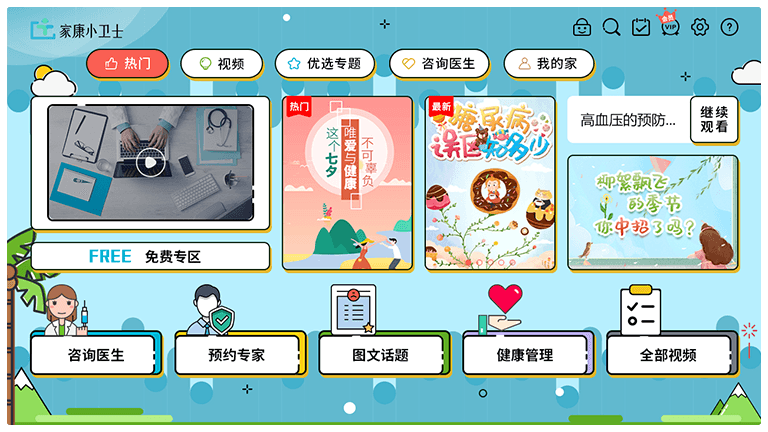 家康小卫士
VIP
?
热门
视频
优选专题
咨询医生
我的家
热门
这个七夕
唯爱与健康
不可辜负
最新
糖尿病
误区知多少
高血压的预防...
继续
观看
柳絮飘飞
的季节
你中招了吗?
FREE 免费专区
咨询医生
预约专家
图文话题
健康管理
全部视频